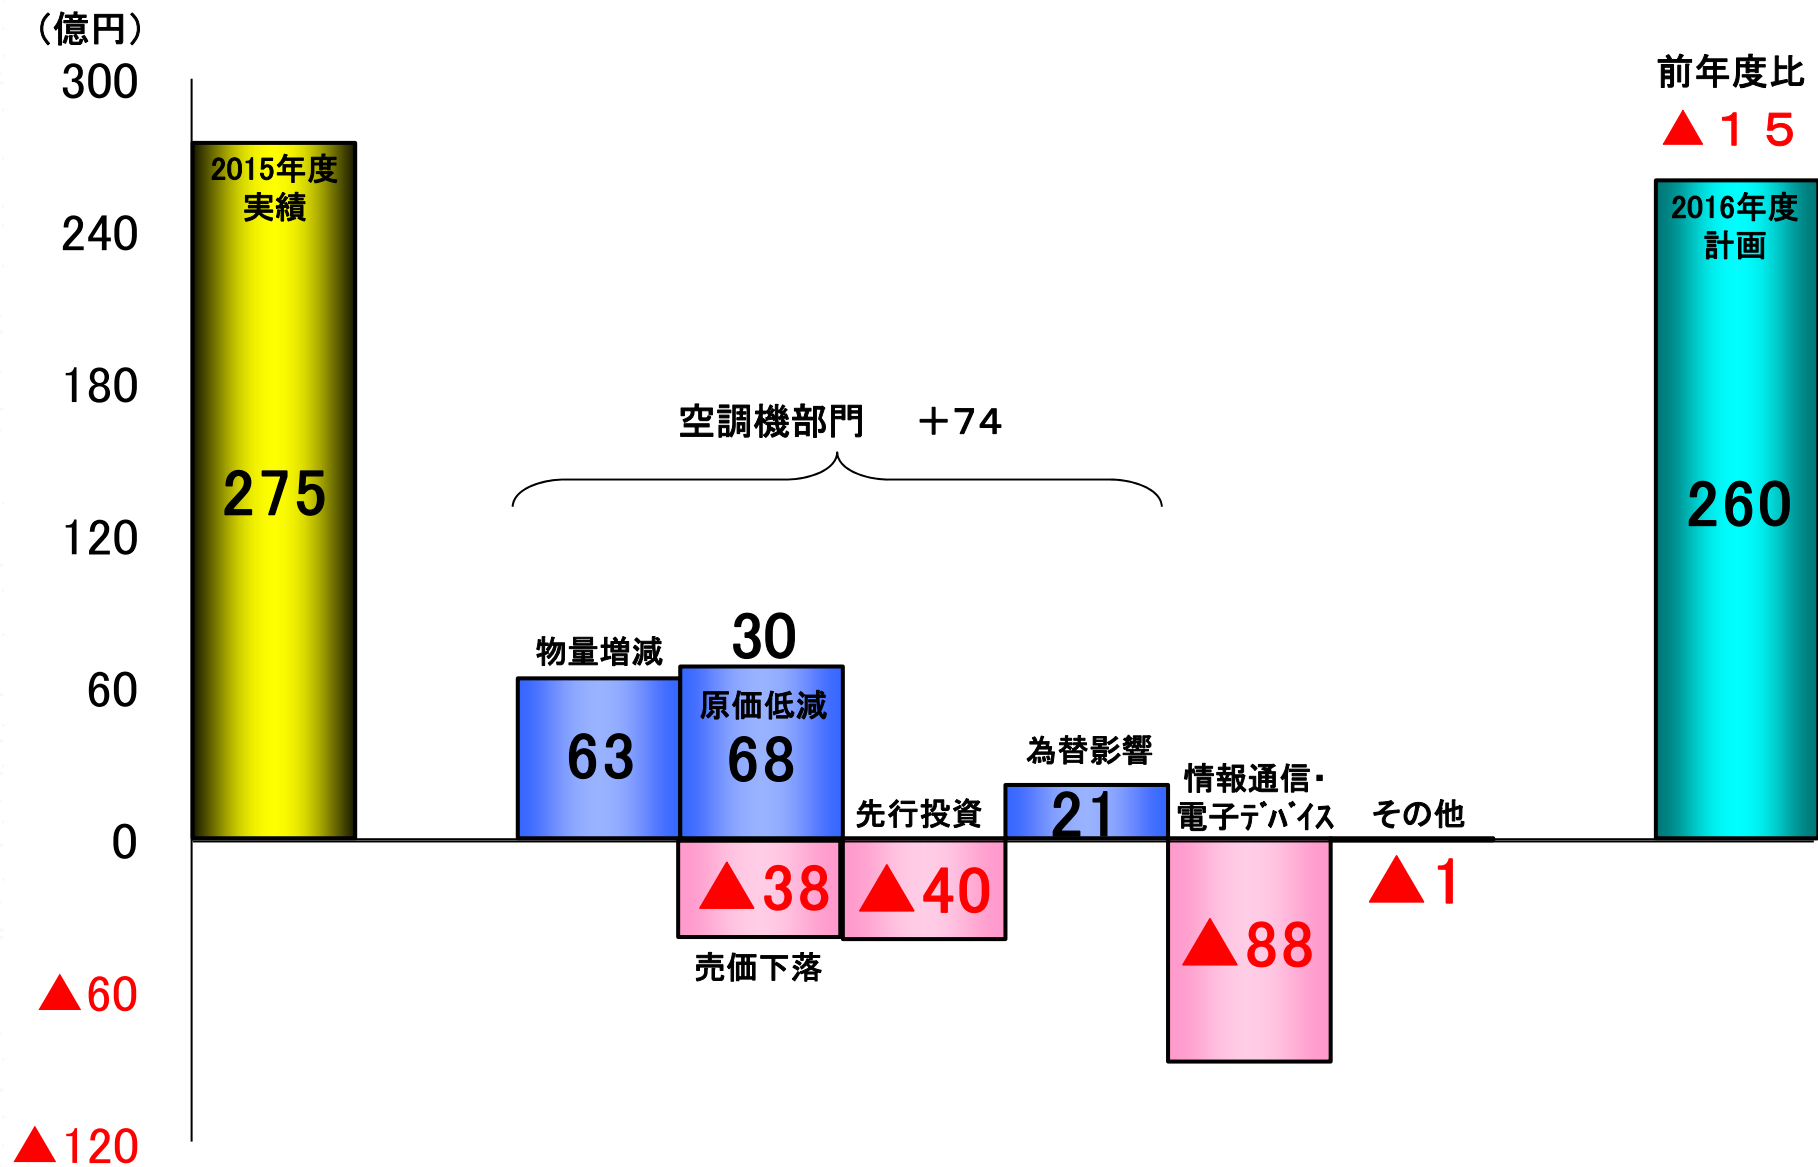 （億円）
300
240
180
120
60
0
▲60
▲120
2015年度
実績
275
空調機部門　＋74
物量増減
63
30
原価低減
68
▲38
売価下落
先行投資
▲40
為替影響
21
情報通信・
電子ﾃﾞﾊﾞｲｽ
▲88
その他
▲1
前年度比
▲１５
2016年度
計画
260